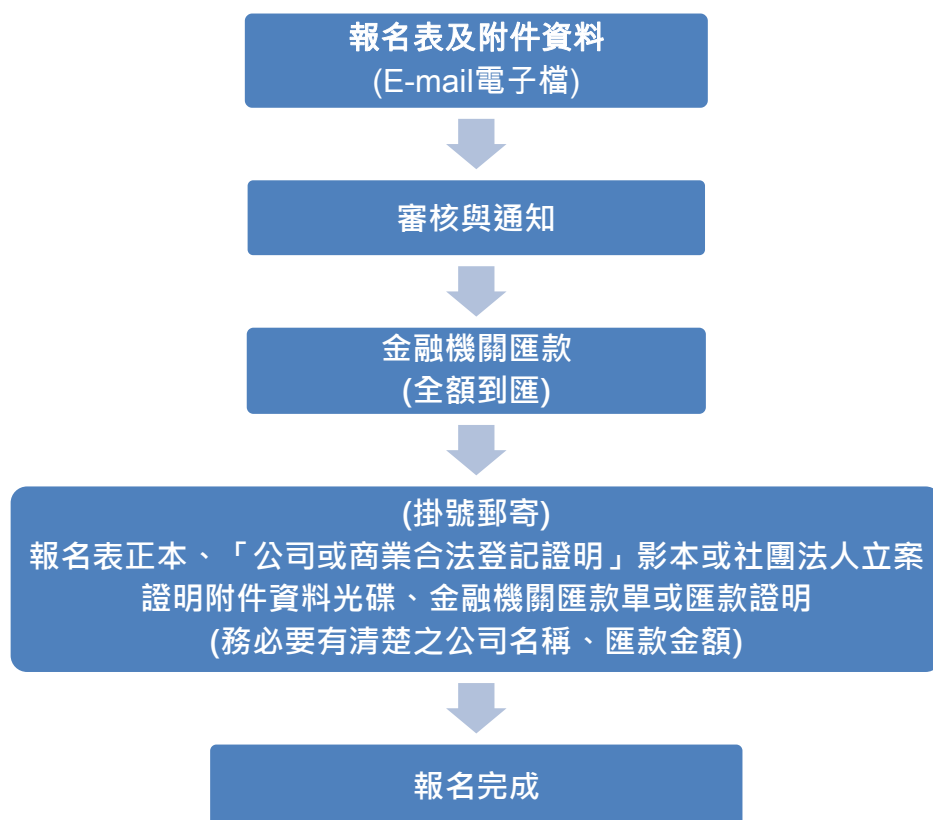 報名表及附件資料
(E-mail電子檔)
審核與通知
金融機關匯款
(全額到匯)
(掛號郵寄)
報名表正本、「公司或商業合法登記證明」影本或社團法人立案
證明附件資料光碟、金融機關匯款單或匯款證明
(務必要有清楚之公司名稱、匯款金額)
報名完成